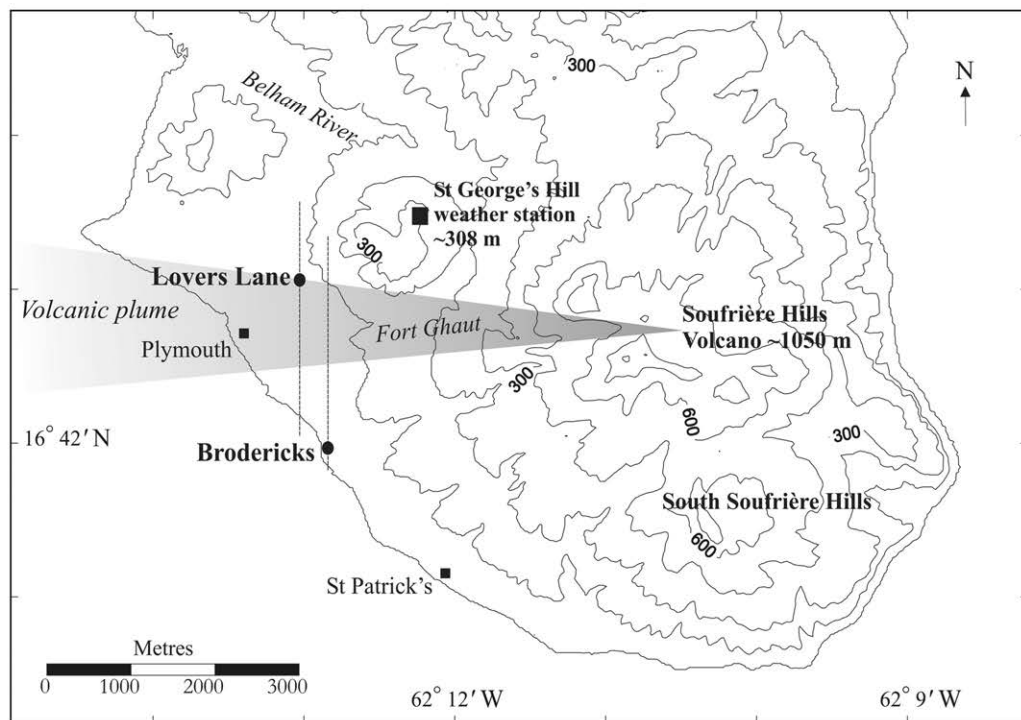 300
N
Belham River
St George's Hill
weather station
~308 m
300
Lovers Lane
Volcanic plume
Fort Ghaut
Soufrière Hills
Volcano ~1050 m
Plymouth
300
600
300
16° 42' N
Brodericks
South Soufrière Hills
600
St Patrick's
Metres
0 1000 2000 3000
62° 12' W
62° 9' W